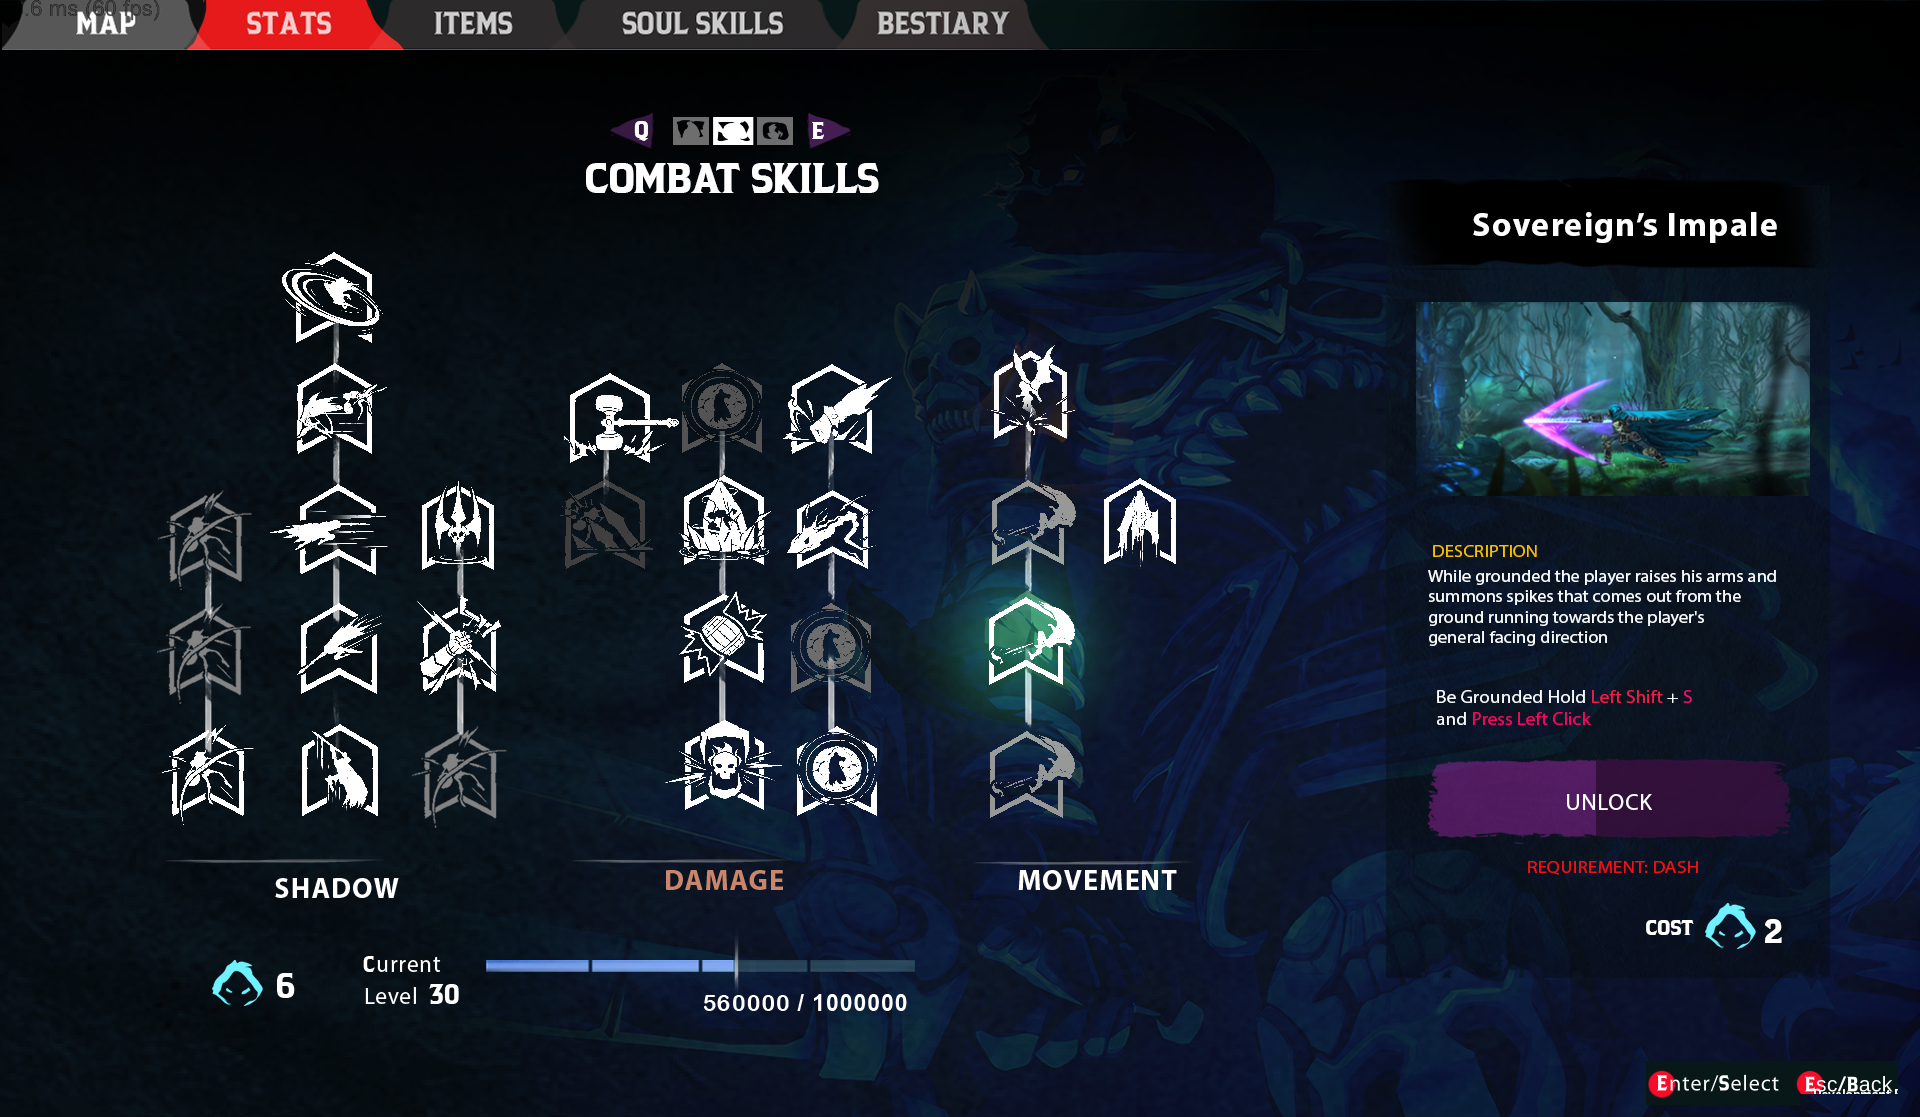 .6 ms (60 fps)
MAP
STATS
ITEMS
SOUL SKILLS
BESTIARY
Q
E
COMBAT SKILLS
Sovereign’s Impale
DESCRIPTION
While grounded the player raises his arms and
summons spikes that comes out from the
ground running towards the player's
general facing direction
Be Grounded Hold Left Shift + S
and Press Left Click
UNLOCK
REQUIREMENT: DASH
COST 2
SHADOW
DAMAGE
MOVEMENT
6
Current
Level 30
560000 / 1000000
Enter/Select
Esc/Back